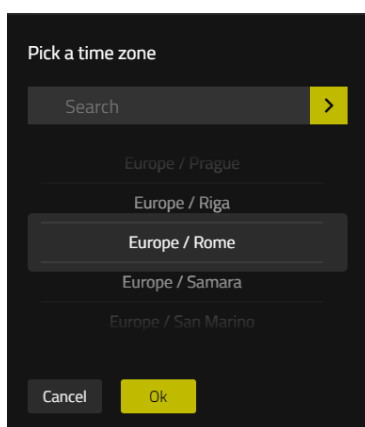 Pick a time zone
Search
Europe / Prague
Europe / Riga
Europe / Rome
Europe / Samara
Europe / San Marino
Cancel
Ok